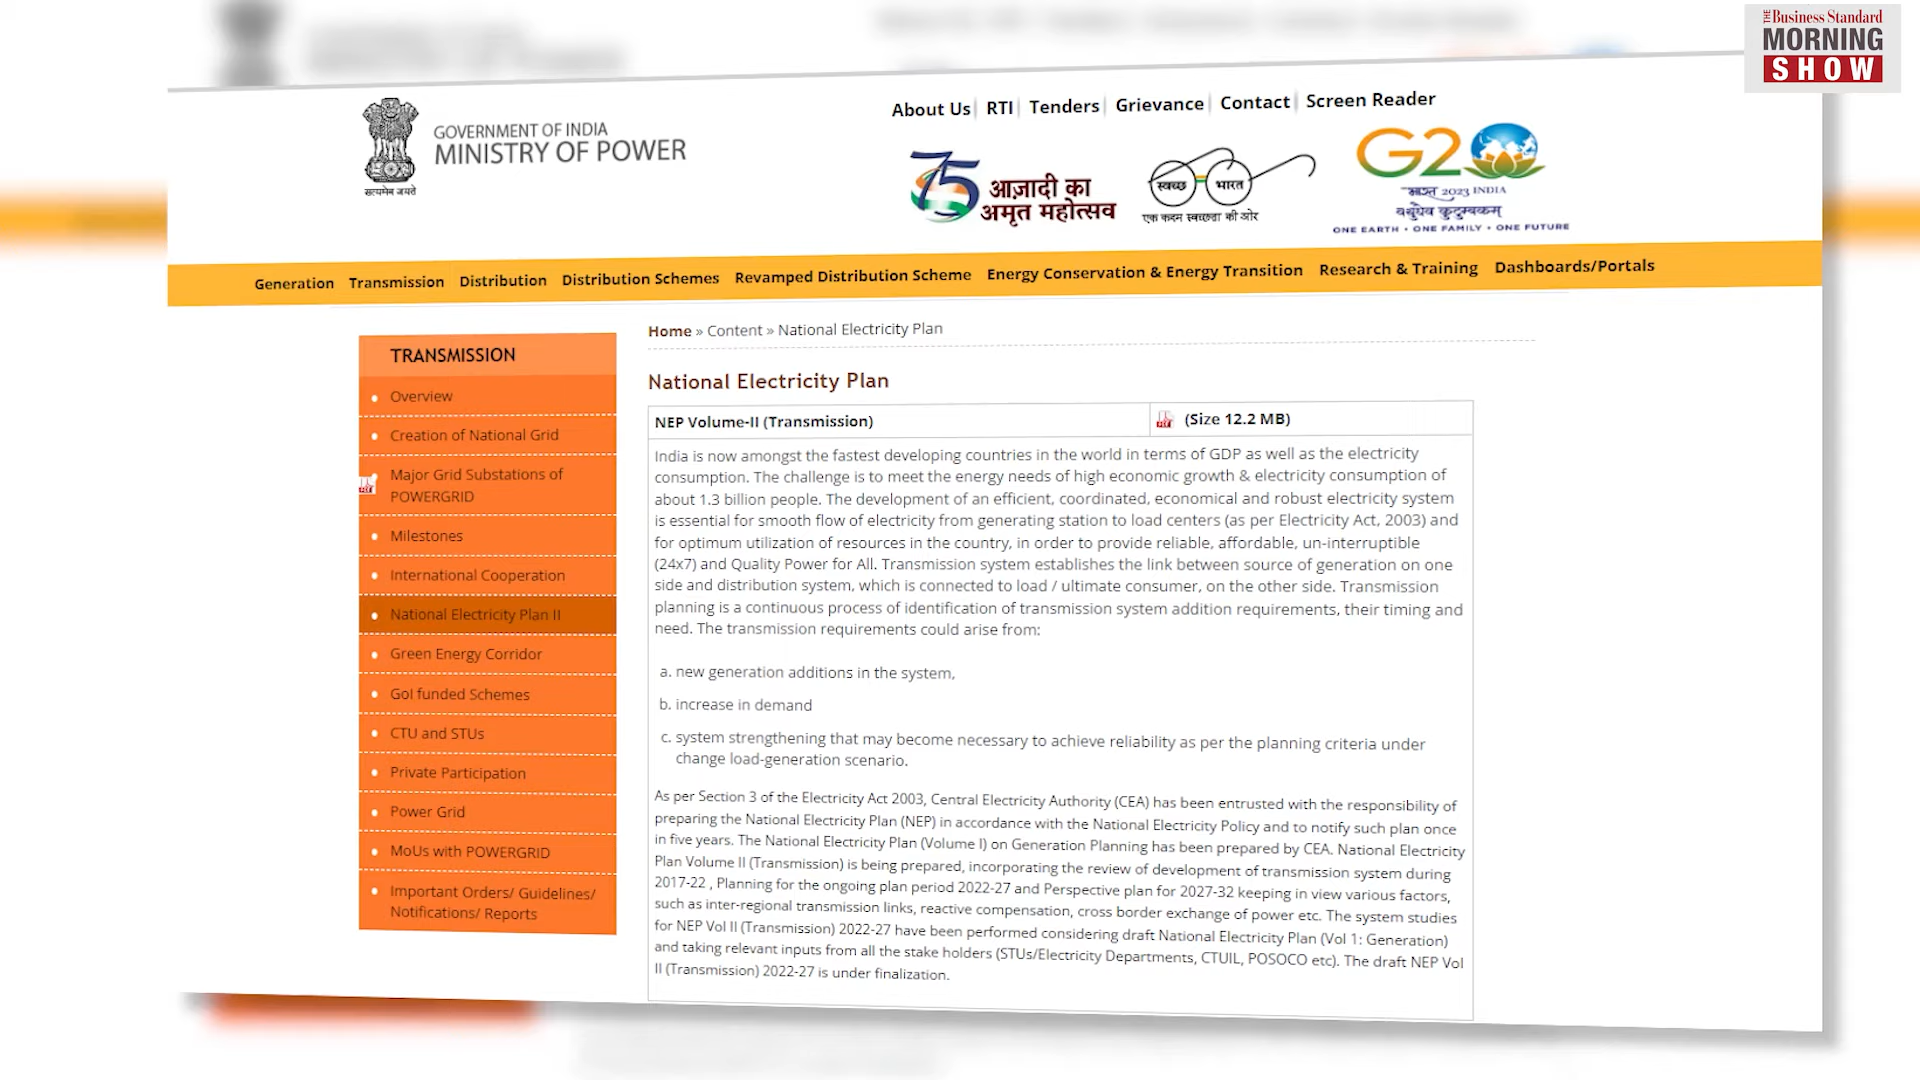 THE Business Standard
MORNING
SHOW
About Us RTI Tenders Grievance Contact Screen Reader
GOVERNMENT OF INDIA
MINISTRY OF POWER
सत्यमेव जयते
75 आज़ादी का
अमृत महोत्सव
स्वच्छ भारत
एक कदम स्वच्छता की ओर
G20
भारत 2023 INDIA
वसुधैव कुटुम्बकम्
ONE EARTH • ONE FAMILY • ONE FUTURE
Generation Transmission Distribution Distribution Schemes Revamped Distribution Scheme Energy Conservation & Energy Transition Research & Training Dashboards/Portals
TRANSMISSION
Overview
Creation of National Grid
Major Grid Substations of
POWERGRID
Milestones
International Cooperation
National Electricity Plan II
Green Energy Corridor
GoI funded Schemes
CTU and STUs
Private Participation
Power Grid
MoUs with POWERGRID
Important Orders/ Guidelines/
Notifications/ Reports
Home » Content » National Electricity Plan
National Electricity Plan
NEP Volume-II (Transmission) (Size 12.2 MB)
India is now amongst the fastest developing countries in the world in terms of GDP as well as the electricity
consumption. The challenge is to meet the energy needs of high economic growth & electricity consumption of
about 1.3 billion people. The development of an efficient, coordinated, economical and robust electricity system
is essential for smooth flow of electricity from generating station to load centers (as per Electricity Act, 2003) and
for optimum utilization of resources in the country, in order to provide reliable, affordable, un-interruptible
(24x7) and Quality Power for All. Transmission system establishes the link between source of generation on one
side and distribution system, which is connected to load / ultimate consumer, on the other side. Transmission
planning is a continuous process of identification of transmission system addition requirements, their timing and
need. The transmission requirements could arise from:
a. new generation additions in the system,
b. increase in demand
c. system strengthening that may become necessary to achieve reliability as per the planning criteria under
change load-generation scenario.
As per Section 3 of the Electricity Act 2003, Central Electricity Authority (CEA) has been entrusted with the responsibility of
preparing the National Electricity Plan (NEP) in accordance with the National Electricity Policy and to notify such plan once
in five years. The National Electricity Plan (Volume I) on Generation Planning has been prepared by CEA. National Electricity
Plan Volume II (Transmission) is being prepared, incorporating the review of development of transmission system during
2017-22 , Planning for the ongoing plan period 2022-27 and Perspective plan for 2027-32 keeping in view various factors,
such as inter-regional transmission links, reactive compensation, cross border exchange of power etc. The system studies
for NEP Vol II (Transmission) 2022-27 have been performed considering draft National Electricity Plan (Vol 1: Generation)
and taking relevant inputs from all the stake holders (STUs/Electricity Departments, CTUIL, POSOCO etc). The draft NEP Vol
II (Transmission) 2022-27 is under finalization.